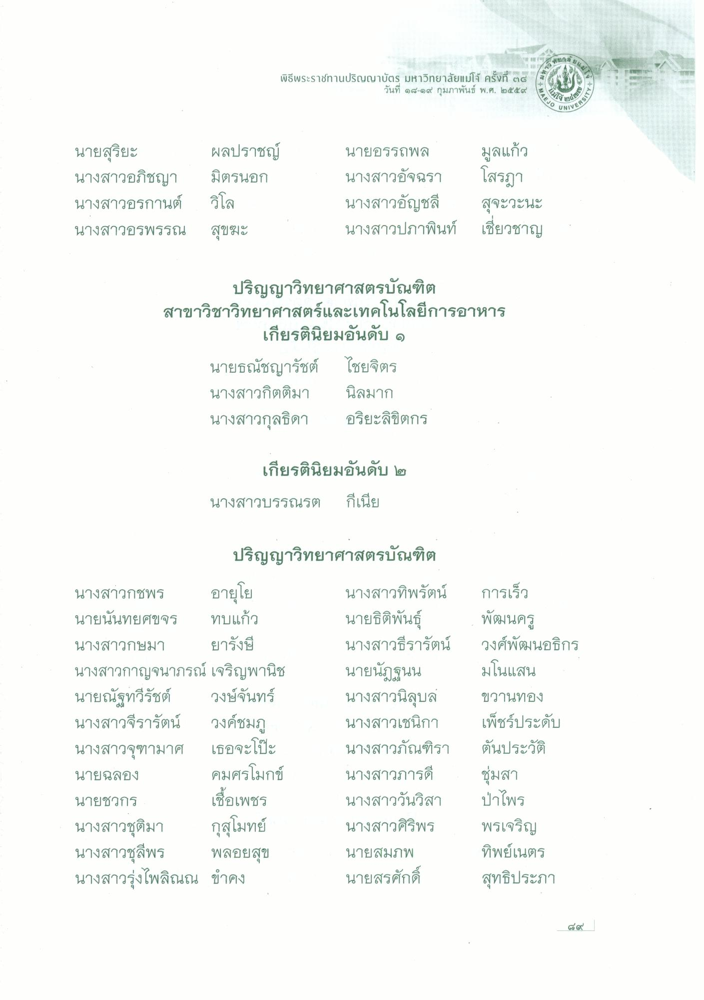 พิธีพระราชทานปริญญาบัตร มหาวิทยาลัยแม่โจ้ ครั้งที่ ๓๘
วันที่ ๑๘-๑๙ กุมภาพันธ์ พ.ศ. ๒๕๕๙
มหาวิทยาลัยแม่โจ้
แม่โจ้ ๒๔๗๗
MAEJO UNIVERSITY
นายสุริยะ ผลปราชญ์ นายอรรถพล มูลแก้ว
นางสาวอภิชญา มิตรนอก นางสาวอัจฉรา โสรฎา
นางสาวอรกานต์ วิโล นางสาวอัญชลี สุจะวะนะ
นางสาวอรพรรณ สุขฆะ นางสาวปภาพินท์ เชี่ยวชาญ
ปริญญาวิทยาศาสตรบัณฑิต
สาขาวิชาวิทยาศาสตร์และเทคโนโลยีการอาหาร
เกียรตินิยมอันดับ ๑
นายธณัชญารัชต์ ไชยจิตร
นางสาวกิตติมา นิลมาก
นางสาวกุลธิดา อริยะลิขิตกร
เกียรตินิยมอันดับ ๒
นางสาวบรรณรต กีเนีย
ปริญญาวิทยาศาสตรบัณฑิต
นางสาวกชพร อายุโย นางสาวทิพรัตน์ การเร็ว
นายนันทยศขจร ทบแก้ว นายธิติพันธุ์ พัฒนครู
นางสาวกษมา ยารังษี นางสาวธีรารัตน์ วงศ์พัฒนอธิกร
นางสาวกาญจนาภรณ์ เจริญพานิช นายนัฎฐนน มโนแสน
นายณัฐทวีรัชต์ วงษ์จันทร์ นางสาวนิลุบล ขวานทอง
นางสาวจีรารัตน์ วงค์ชมภู นางสาวเชนิกา เพ็ชร์ประดับ
นางสาวจุฑามาศ เธอจะโป๊ะ นางสาวภัณฑิรา ตันประวัติ
นายฉลอง คมศรโมกข์ นางสาวภารดี ชุ่มสา
นายชวกร เชื้อเพชร นางสาววันวิสา ป่าไพร
นางสาวชุติมา กุสุโมทย์ นางสาวศิริพร พรเจริญ
นางสาวชุลีพร พลอยสุข นายสมภพ ทิพย์เนตร
นางสาวรุ่งไพลิณณ ขำคง นายสรศักดิ์ สุทธิประภา
๘๙